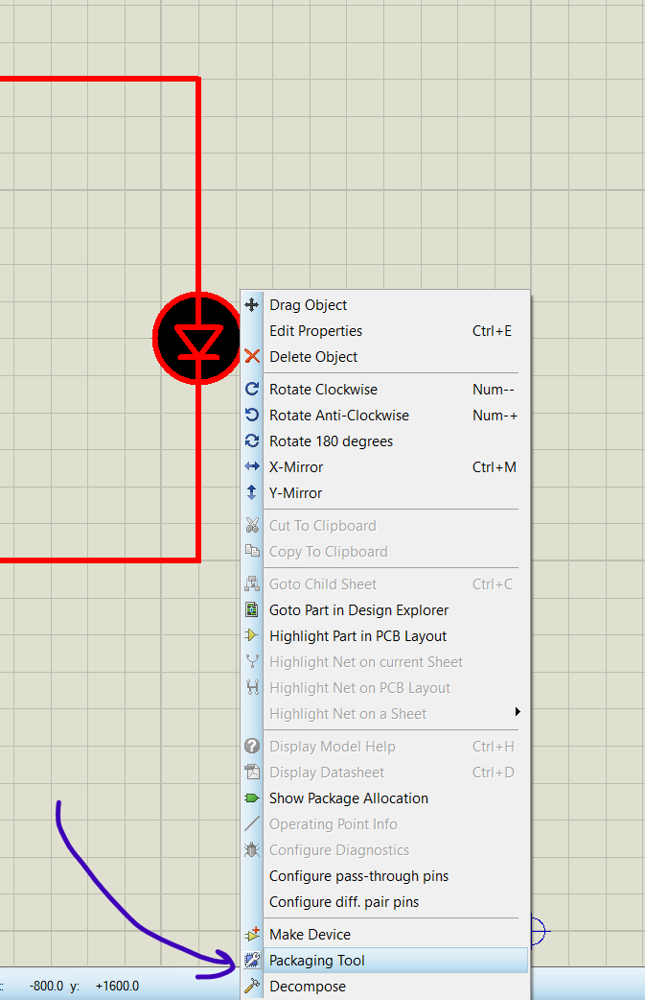 Drag Object
Edit Properties Ctrl+E
Delete Object
Rotate Clockwise Num--
Rotate Anti-Clockwise Num-+
Rotate 180 degrees
X-Mirror Ctrl+M
Y-Mirror
Cut To Clipboard
Copy To Clipboard
Goto Child Sheet Ctrl+C
Goto Part in Design Explorer
Highlight Part in PCB Layout
Highlight Net on current Sheet
Highlight Net on PCB Layout
Highlight Net on a Sheet
Display Model Help Ctrl+H
Display Datasheet Ctrl+D
Show Package Allocation
Operating Point Info
Configure Diagnostics
Configure pass-through pins
Configure diff. pair pins
Make Device
Packaging Tool
-800.0 y: +1600.0
Decompose